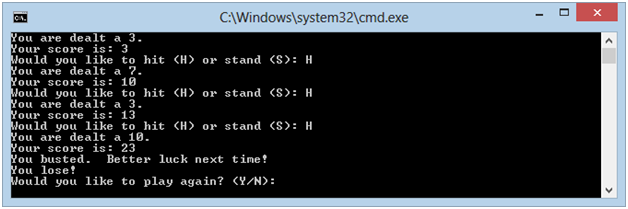 C:\Windows\system32\cmd.exe
You are dealt a 3.
Your score is: 3
Would you like to hit (H) or stand (S): H
You are dealt a 7.
Your score is: 10
Would you like to hit (H) or stand (S): H
You are dealt a 3.
Your score is: 13
Would you like to hit (H) or stand (S): H
You are dealt a 10.
Your score is: 23
You busted.  Better luck next time!
You lose!
Would you like to play again? (Y/N):